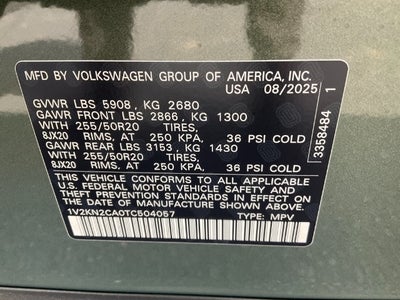 MFD BY VOLKSWAGEN GROUP OF AMERICA, INC.
USA 08/2025
GVWR LBS 5908, KG 2680
GAWR FRONT LBS 2866, KG 1300
WITH 255/50R20 TIRES,
8JX20 RIMS, AT 250 KPA, 36 PSI COLD
GAWR REAR LBS 3153, KG 1430
WITH 255/50R20 TIRES,
8JX20 RIMS, AT 250 KPA, 36 PSI COLD
THIS VEHICLE CONFORMS TO ALL APPLICABLE
U.S. FEDERAL MOTOR VEHICLE SAFETY AND
THEFT PREVENTION STANDARDS IN EFFECT ON
THE DATE OF MANUFACTURE SHOWN ABOVE.
1V2KN2CA0TC504057 TYPE: MPV
3358484 1